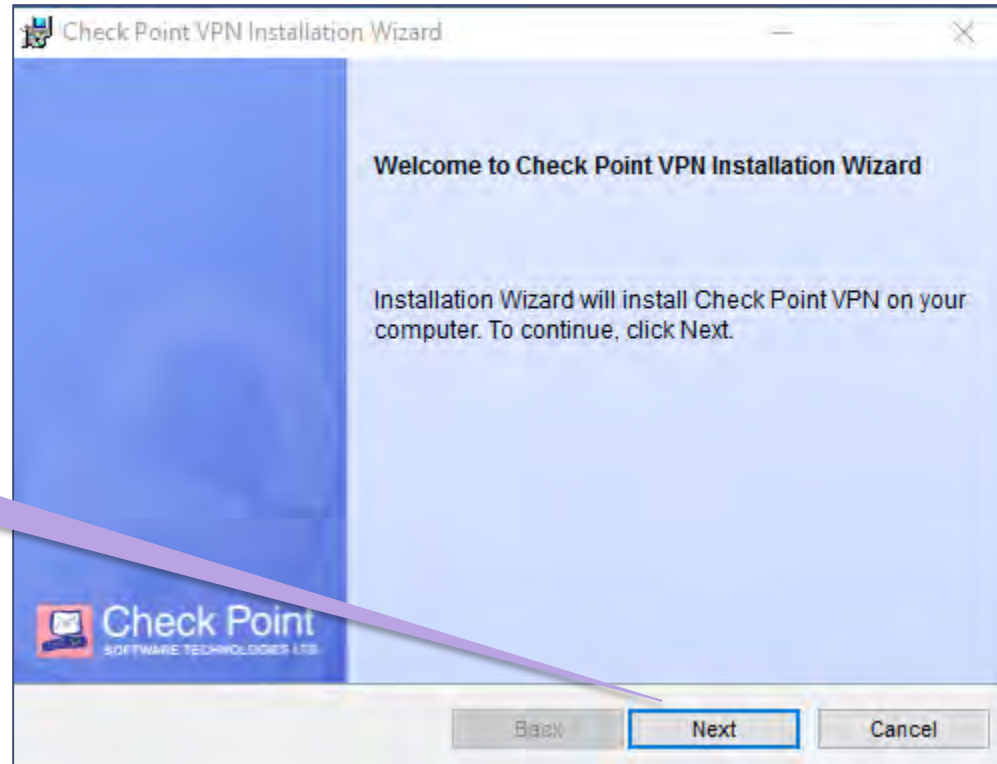 Check Point VPN Installation Wizard
Welcome to Check Point VPN Installation Wizard
Installation Wizard will install Check Point VPN on your
computer. To continue, click Next.
Check Point
SOFTWARE TECHNOLOGIES LTD.
Back
Next
Cancel